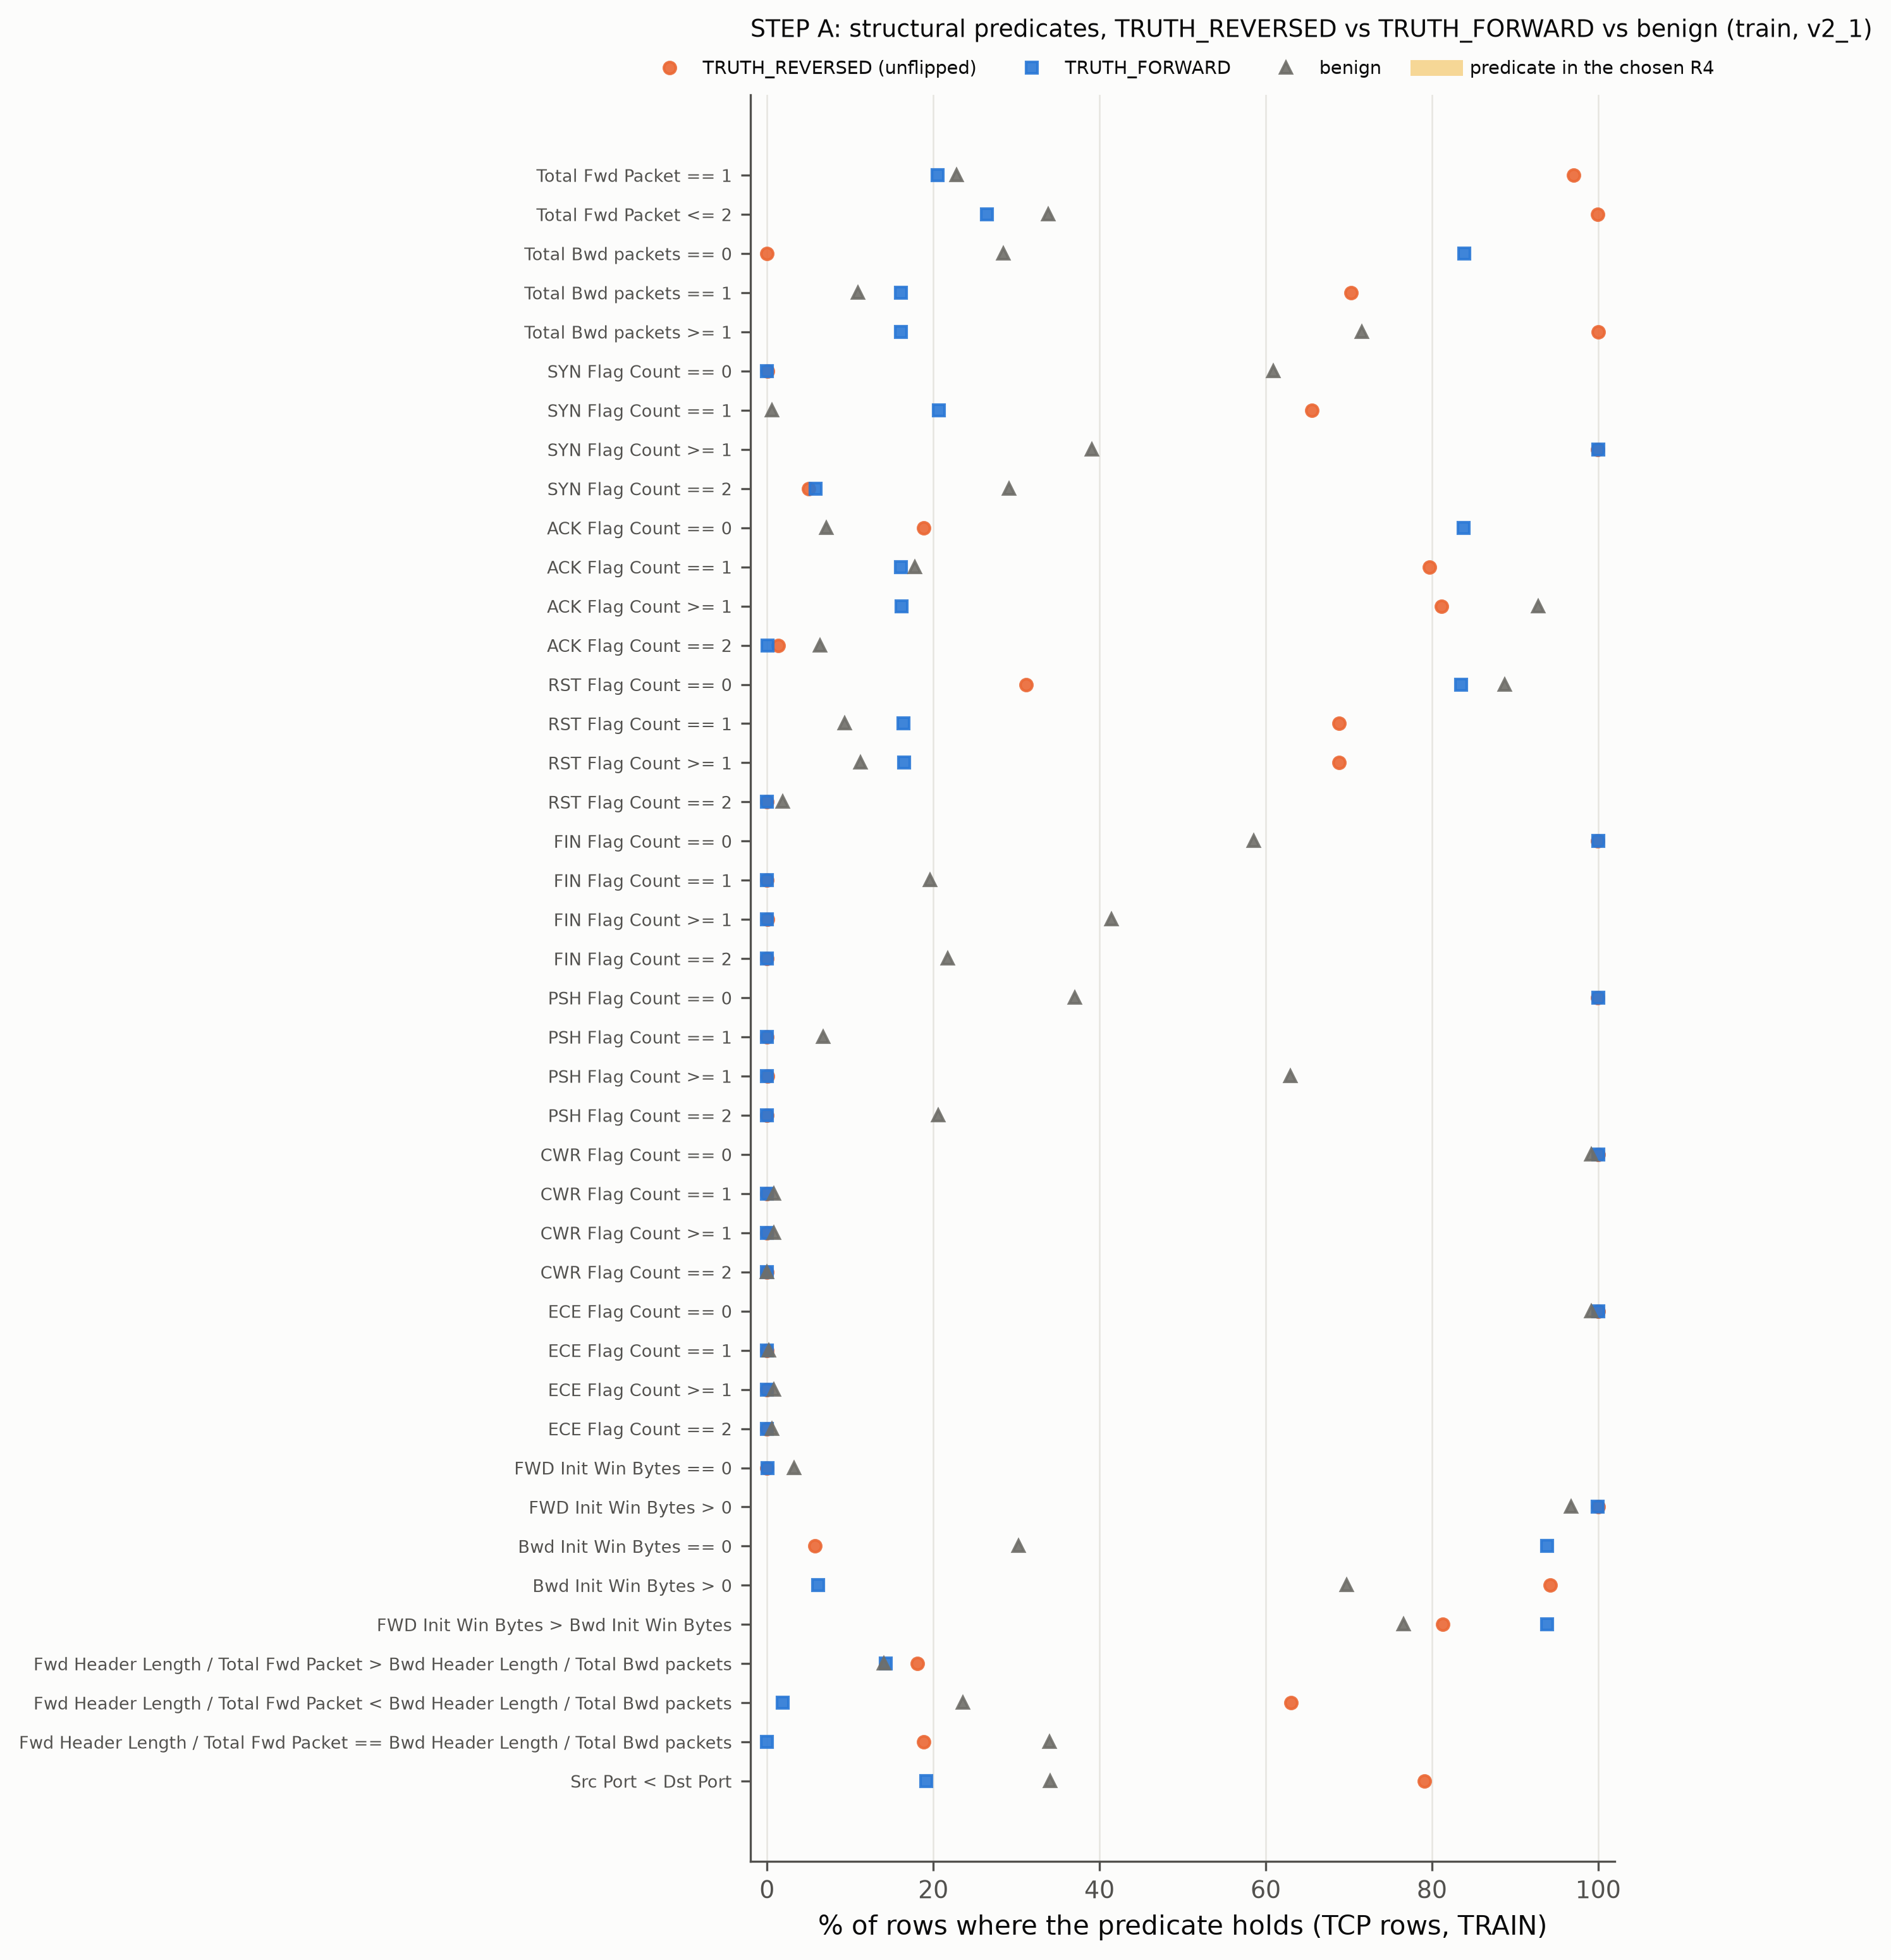 STEP A: structural predicates, TRUTH_REVERSED vs TRUTH_FORWARD vs benign (train, v2_1)
TRUTH_REVERSED (unflipped) TRUTH_FORWARD benign predicate in the chosen R4
Total Fwd Packet == 1
Total Fwd Packet <= 2
Total Bwd packets == 0
Total Bwd packets == 1
Total Bwd packets >= 1
SYN Flag Count == 0
SYN Flag Count == 1
SYN Flag Count >= 1
SYN Flag Count == 2
ACK Flag Count == 0
ACK Flag Count == 1
ACK Flag Count >= 1
ACK Flag Count == 2
RST Flag Count == 0
RST Flag Count == 1
RST Flag Count >= 1
RST Flag Count == 2
FIN Flag Count == 0
FIN Flag Count == 1
FIN Flag Count >= 1
FIN Flag Count == 2
PSH Flag Count == 0
PSH Flag Count == 1
PSH Flag Count >= 1
PSH Flag Count == 2
CWR Flag Count == 0
CWR Flag Count == 1
CWR Flag Count >= 1
CWR Flag Count == 2
ECE Flag Count == 0
ECE Flag Count == 1
ECE Flag Count >= 1
ECE Flag Count == 2
FWD Init Win Bytes == 0
FWD Init Win Bytes > 0
Bwd Init Win Bytes == 0
Bwd Init Win Bytes > 0
FWD Init Win Bytes > Bwd Init Win Bytes
Fwd Header Length / Total Fwd Packet > Bwd Header Length / Total Bwd packets
Fwd Header Length / Total Fwd Packet < Bwd Header Length / Total Bwd packets
Fwd Header Length / Total Fwd Packet == Bwd Header Length / Total Bwd packets
Src Port < Dst Port
0 20 40 60 80 100
% of rows where the predicate holds (TCP rows, TRAIN)